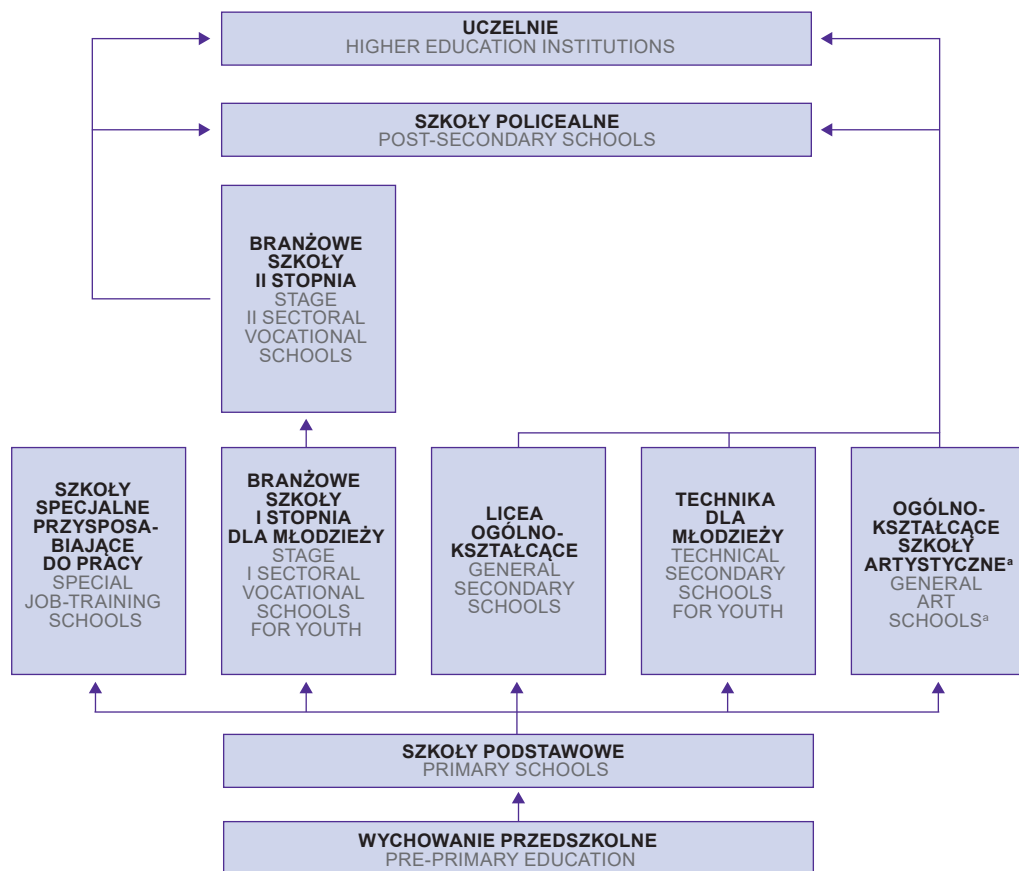 UCZELNIE
HIGHER EDUCATION INSTITUTIONS
SZKOŁY POLICEALNE
POST-SECONDARY SCHOOLS
BRANŻOWE
SZKOŁY
II STOPNIA
STAGE
II SECTORAL
VOCATIONAL
SCHOOLS
SZKOŁY
SPECJALNE
PRZYSPOSA-
BIAJĄCE
DO PRACY
SPECIAL
JOB-TRAINING
SCHOOLS
BRANŻOWE
SZKOŁY
I STOPNIA
DLA MŁODZIEŻY
STAGE
I SECTORAL
VOCATIONAL
SCHOOLS
FOR YOUTH
LICEA
OGÓLNO-
KSZTAŁCĄCE
GENERAL
SECONDARY
SCHOOLS
TECHNIKA
DLA
MŁODZIEŻY
TECHNICAL
SECONDARY
SCHOOLS
FOR YOUTH
OGÓLNO-
KSZTAŁCĄCE
SZKOŁY
ARTYSTYCZNEª
GENERAL
ART
SCHOOLSª
SZKOŁY PODSTAWOWE
PRIMARY SCHOOLS
WYCHOWANIE PRZEDSZKOLNE
PRE-PRIMARY EDUCATION